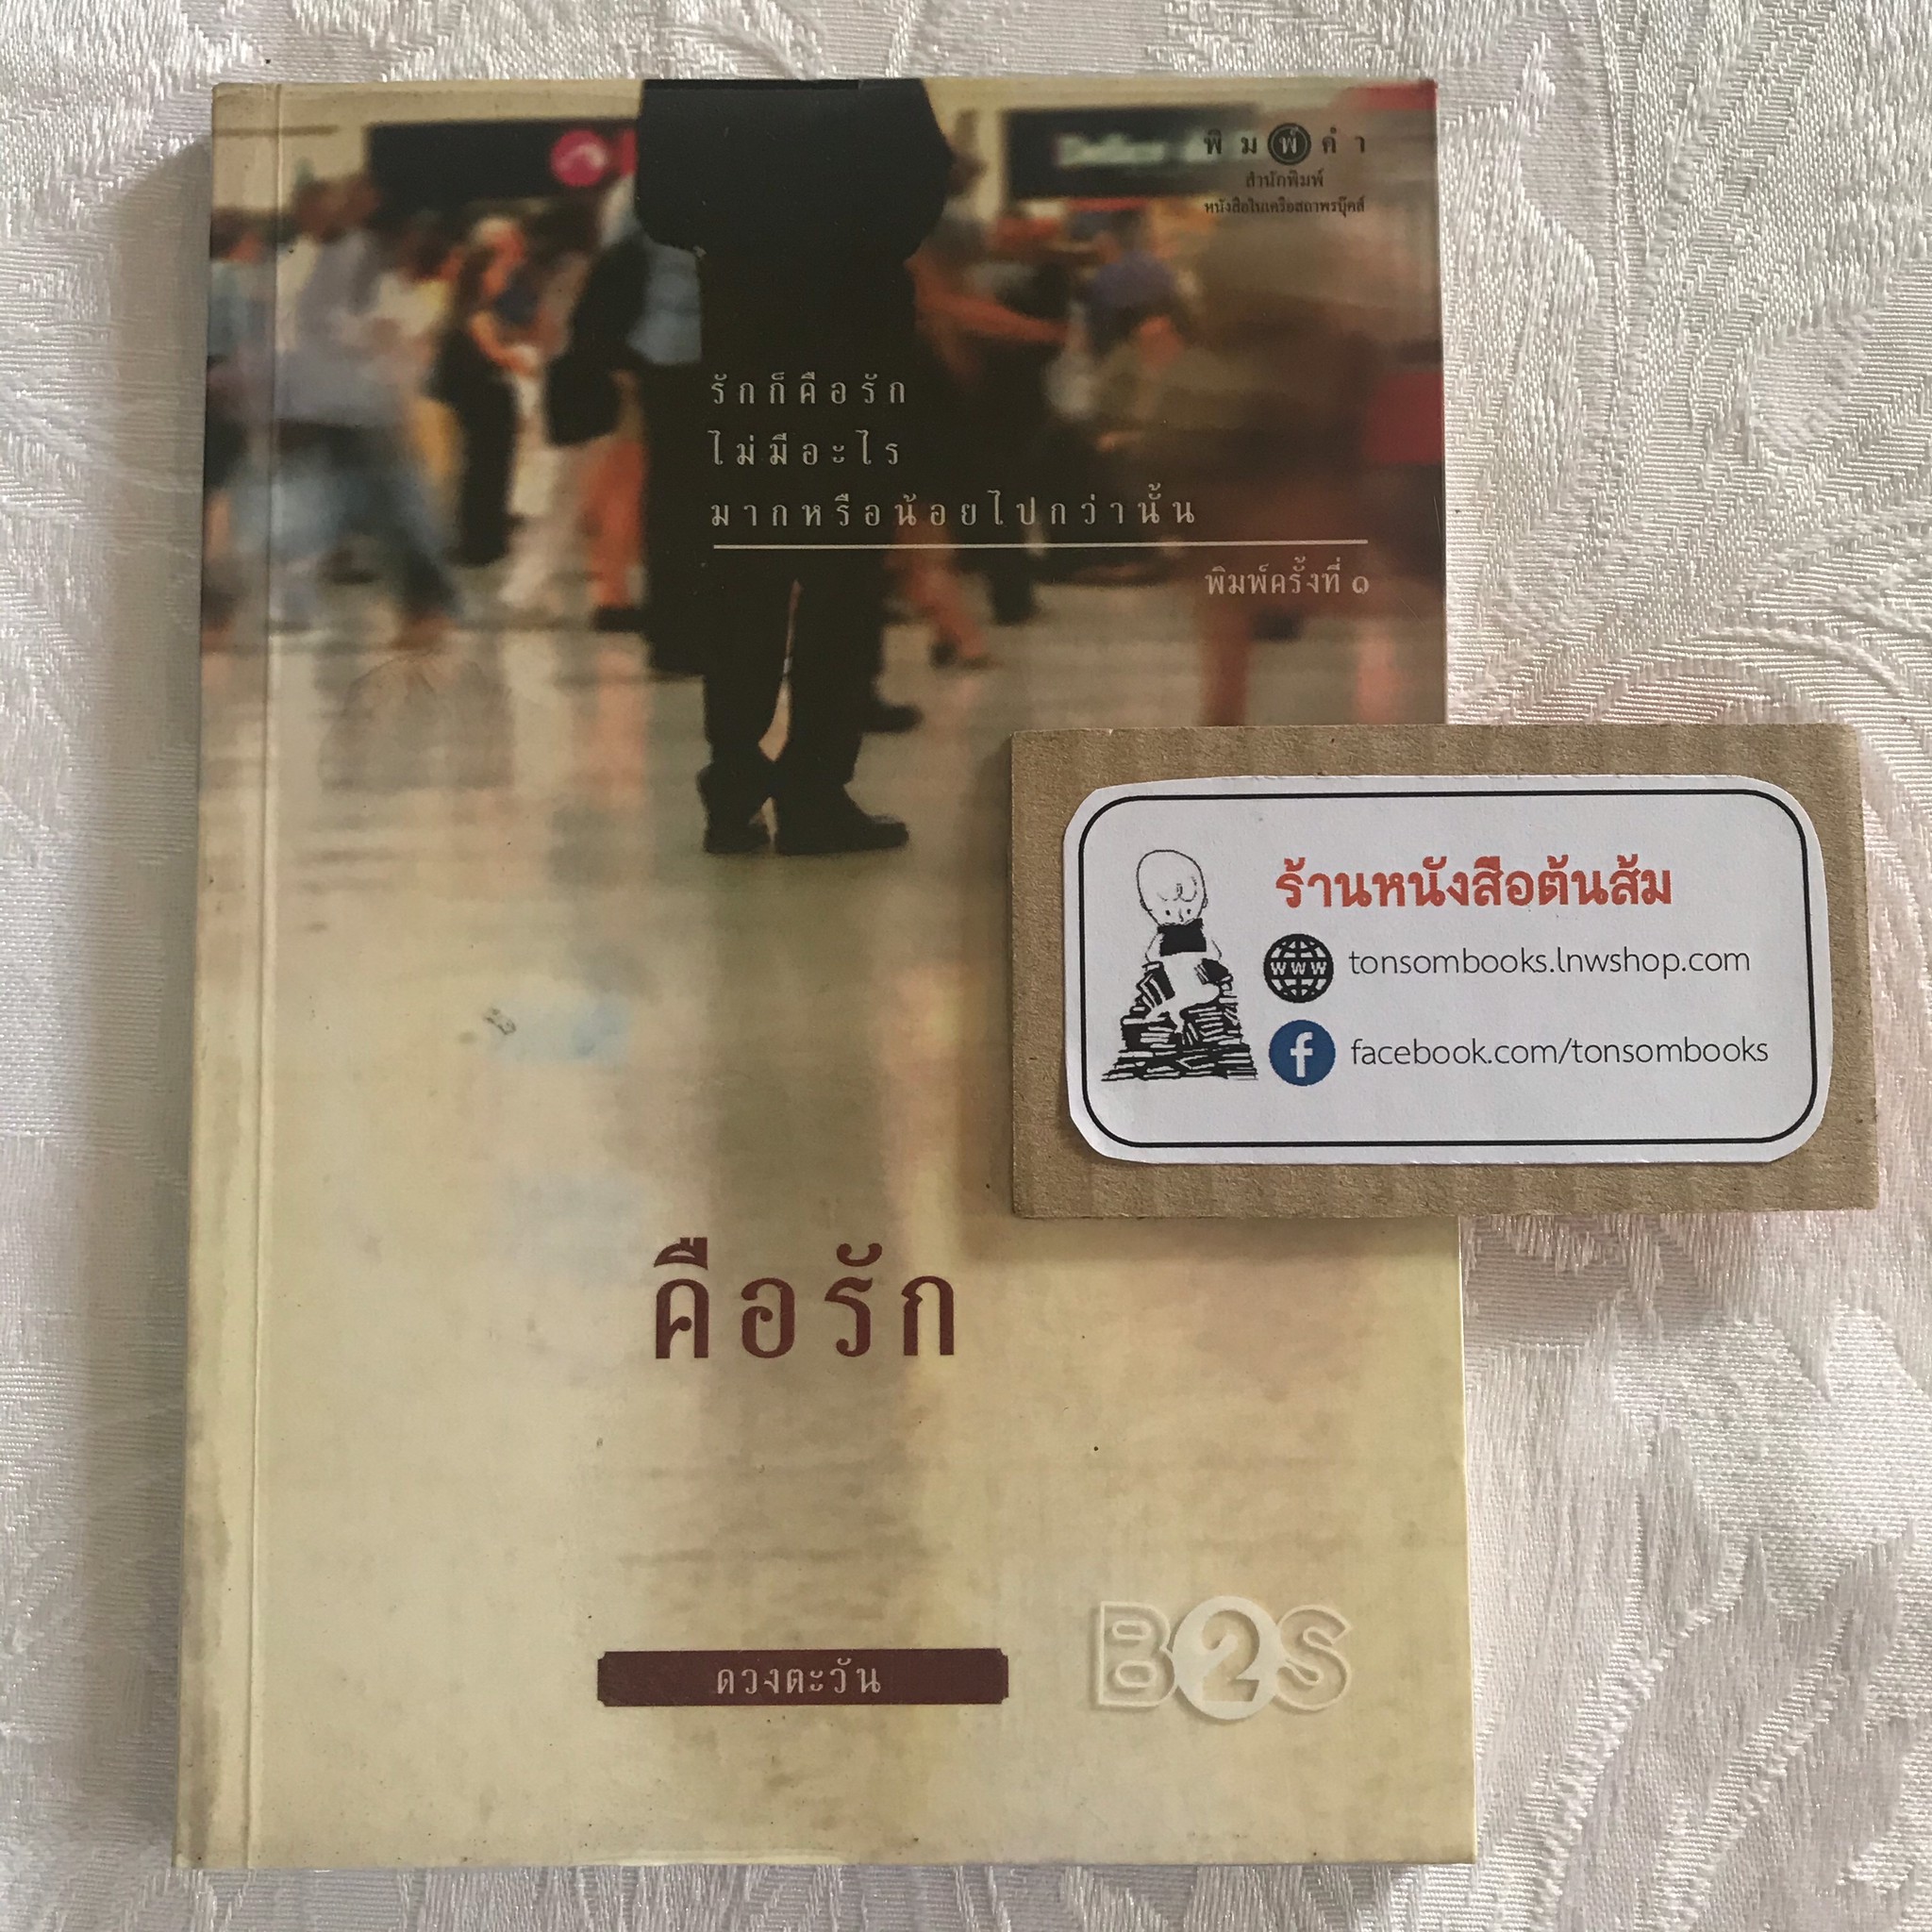 พิมพ์คำ
สำนักพิมพ์
หนังสือในเครือสถาพรบุ๊คส์
รักก็คือรัก
ไม่มีอะไร
มากหรือน้อยไปกว่านั้น
พิมพ์ครั้งที่ ๑
ร้านหนังสือต้นส้ม
www tonsombooks.lnwshop.com
f facebook.com/tonsombooks
คือรัก
ดวงตะวัน
B2S